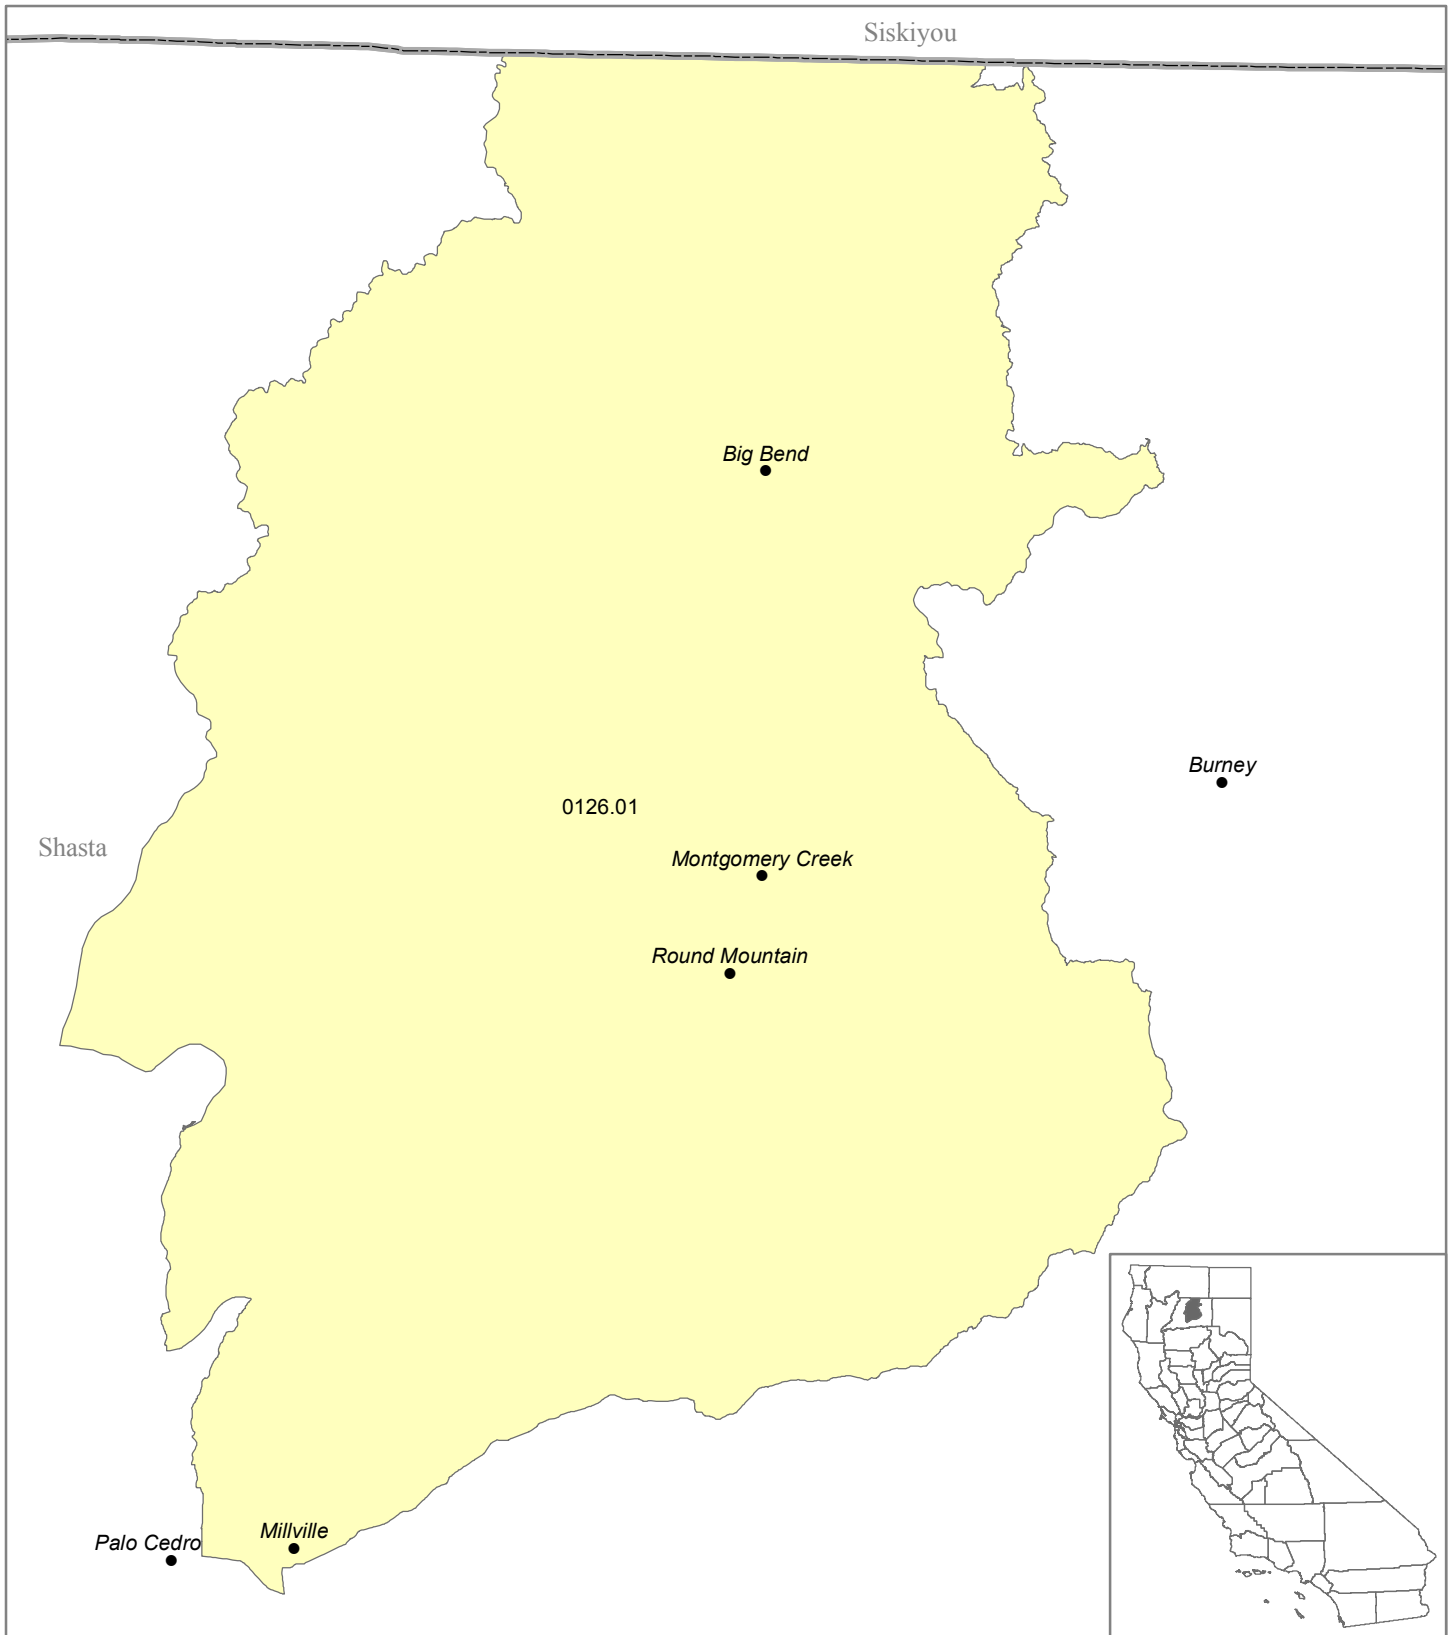 Siskiyou
Big Bend
Burney
0126.01
Shasta
Montgomery Creek
Round Mountain
Millville
Palo Cedro